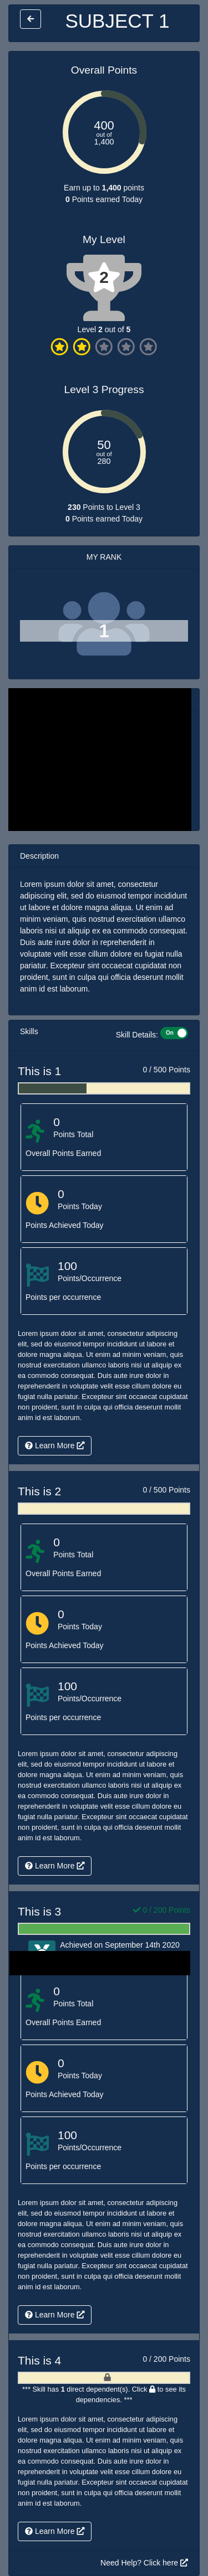 SUBJECT 1
Overall Points
400
out of
1,400
Earn up to 1,400 points
0 Points earned Today
My Level
2
Level 2 out of 5
Level 3 Progress
50
out of
280
230 Points to Level 3
0 Points earned Today
MY RANK
1
Description
Lorem ipsum dolor sit amet, consectetur
adipiscing elit, sed do eiusmod tempor incididunt
ut labore et dolore magna aliqua. Ut enim ad
minim veniam, quis nostrud exercitation ullamco
laboris nisi ut aliquip ex ea commodo consequat.
Duis aute irure dolor in reprehenderit in
voluptate velit esse cillum dolore eu fugiat nulla
pariatur. Excepteur sint occaecat cupidatat non
proident, sunt in culpa qui officia deserunt mollit
anim id est laborum.
Skills
Skill Details: On
This is 1
0 / 500 Points
0
Points Total
Overall Points Earned
0
Points Today
Points Achieved Today
100
Points/Occurrence
Points per occurrence
Lorem ipsum dolor sit amet, consectetur adipiscing
elit, sed do eiusmod tempor incididunt ut labore et
dolore magna aliqua. Ut enim ad minim veniam, quis
nostrud exercitation ullamco laboris nisi ut aliquip ex
ea commodo consequat. Duis aute irure dolor in
reprehenderit in voluptate velit esse cillum dolore eu
fugiat nulla pariatur. Excepteur sint occaecat cupidatat
non proident, sunt in culpa qui officia deserunt mollit
anim id est laborum.
Learn More
This is 2
0 / 500 Points
0
Points Total
Overall Points Earned
0
Points Today
Points Achieved Today
100
Points/Occurrence
Points per occurrence
Lorem ipsum dolor sit amet, consectetur adipiscing
elit, sed do eiusmod tempor incididunt ut labore et
dolore magna aliqua. Ut enim ad minim veniam, quis
nostrud exercitation ullamco laboris nisi ut aliquip ex
ea commodo consequat. Duis aute irure dolor in
reprehenderit in voluptate velit esse cillum dolore eu
fugiat nulla pariatur. Excepteur sint occaecat cupidatat
non proident, sunt in culpa qui officia deserunt mollit
anim id est laborum.
Learn More
This is 3
0 / 200 Points
Achieved on September 14th 2020
0
Points Total
Overall Points Earned
0
Points Today
Points Achieved Today
100
Points/Occurrence
Points per occurrence
Lorem ipsum dolor sit amet, consectetur adipiscing
elit, sed do eiusmod tempor incididunt ut labore et
dolore magna aliqua. Ut enim ad minim veniam, quis
nostrud exercitation ullamco laboris nisi ut aliquip ex
ea commodo consequat. Duis aute irure dolor in
reprehenderit in voluptate velit esse cillum dolore eu
fugiat nulla pariatur. Excepteur sint occaecat cupidatat
non proident, sunt in culpa qui officia deserunt mollit
anim id est laborum.
Learn More
This is 4
0 / 200 Points
*** Skill has 1 direct dependent(s). Click to see its
dependencies. ***
Lorem ipsum dolor sit amet, consectetur adipiscing
elit, sed do eiusmod tempor incididunt ut labore et
dolore magna aliqua. Ut enim ad minim veniam, quis
nostrud exercitation ullamco laboris nisi ut aliquip ex
ea commodo consequat. Duis aute irure dolor in
reprehenderit in voluptate velit esse cillum dolore eu
fugiat nulla pariatur. Excepteur sint occaecat cupidatat
non proident, sunt in culpa qui officia deserunt mollit
anim id est laborum.
Learn More
Need Help? Click here